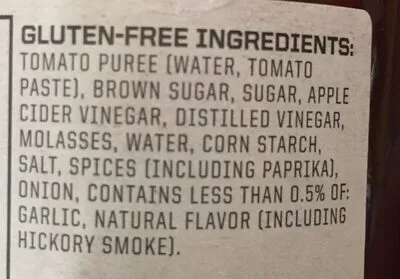 GLUTEN-FREE INGREDIENTS:
TOMATO PUREE (WATER, TOMATO
PASTE), BROWN SUGAR, SUGAR, APPLE
CIDER VINEGAR, DISTILLED VINEGAR,
MOLASSES, WATER, CORN STARCH,
SALT, SPICES (INCLUDING PAPRIKA),
ONION, CONTAINS LESS THAN 0.5% OF:
GARLIC, NATURAL FLAVOR (INCLUDING
HICKORY SMOKE).